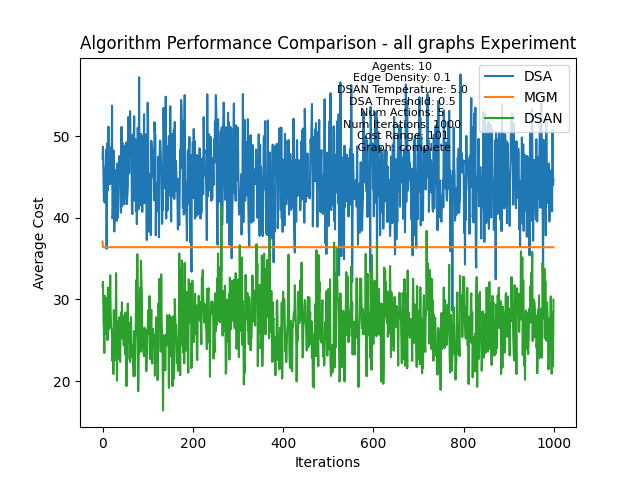 Algorithm Performance Comparison - all graphs Experiment
Agents: 10
Edge Density: 0.1
DSAN Temperature: 5.0
DSA Threshold: 0.5
Num Actions:
Num Iterations: 1000
Cost Range: 101
Graph: complete
DSA
MGM
DSAN
Average Cost
50
40
30
20
0
200
400
600
800
1000
Iterations